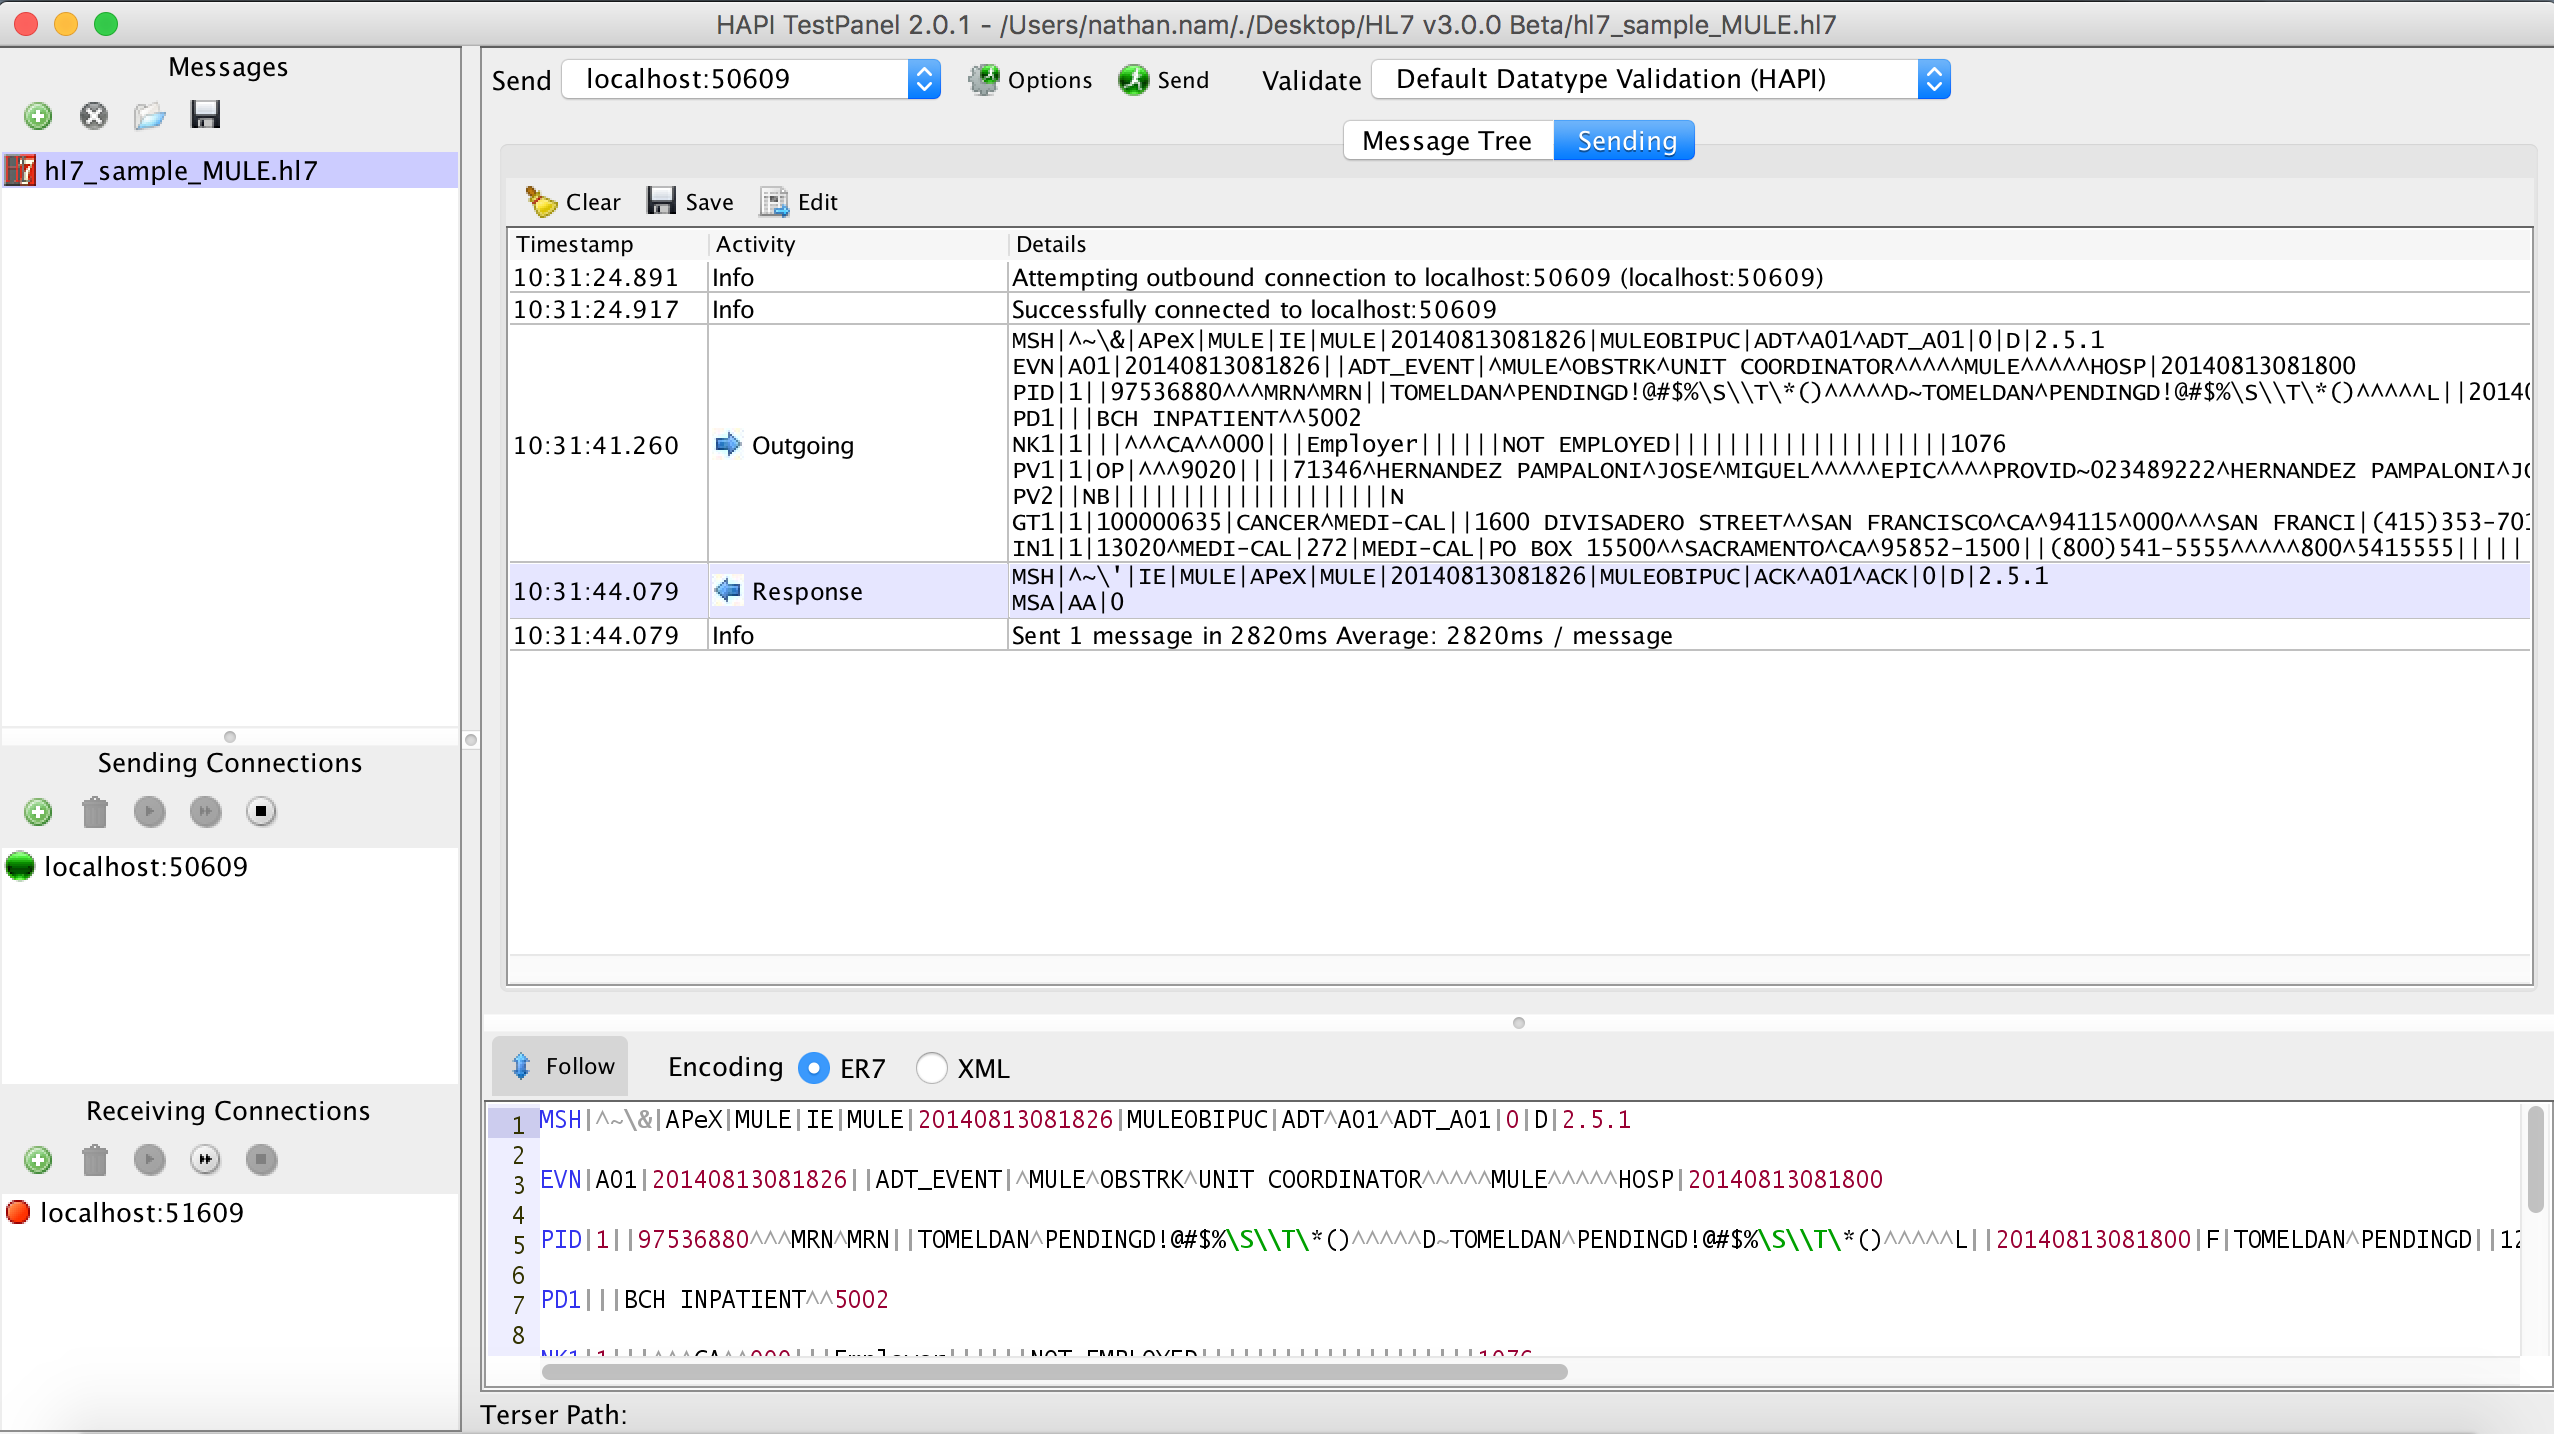 HAPI TestPanel 2.0.1 - /Users/nathan.nam/./Desktop/HL7 v3.0.0 Beta/hl7_sample_MULE.hl7
Messages
hl7_sample_MULE.hl7
Sending Connections
localhost:50609
Receiving Connections
localhost:51609
Send localhost:50609 Options Send Validate Default Datatype Validation (HAPI)
Message Tree Sending
Clear Save Edit
Timestamp Activity Details
10:31:24.891 Info Attempting outbound connection to localhost:50609 (localhost:50609)
10:31:24.917 Info Successfully connected to localhost:50609
10:31:41.260 Outgoing
MSH|^~\&|APeX|MULE|IE|MULE|20140813081826|MULEOBIPUC|ADT^A01^ADT_A01|0|D|2.5.1
EVN|A01|20140813081826||ADT_EVENT|^MULE^OBSTRK^UNIT COORDINATOR^^^^^MULE^^^^^HOSP|20140813081800
PID|1||97536880^^^MRN^MRN||TOMELDAN^PENDINGD!@#$%\S\\T\*()^^^^^D~TOMELDAN^PENDINGD!@#$%\S\\T\*()^^^^^L||2014
PD1|||BCH INPATIENT^^5002
NK1|1|||^^^CA^^000|||Employer||||||NOT EMPLOYED||||||||||||||||||||1076
PV1|1|OP|^^^9020||||71346^HERNANDEZ PAMPALONI^JOSE^MIGUEL^^^^^EPIC^^^^PROVID~023489222^HERNANDEZ PAMPALONI^JO
PV2||NB||||||||||||||||||||N
GT1|1|100000635|CANCER^MEDI-CAL||1600 DIVISADERO STREET^^SAN FRANCISCO^CA^94115^000^^^SAN FRANCI|(415)353-701
IN1|1|13020^MEDI-CAL|272|MEDI-CAL|PO BOX 15500^^SACRAMENTO^CA^95852-1500||(800)541-5555^^^^^800^5415555|||||
10:31:44.079 Response
MSH|^~\'|IE|MULE|APeX|MULE|20140813081826|MULEOBIPUC|ACK^A01^ACK|0|D|2.5.1
MSA|AA|0
10:31:44.079 Info Sent 1 message in 2820ms Average: 2820ms / message
Follow Encoding ER7 XML
1 MSH|^~\&|APeX|MULE|IE|MULE|20140813081826|MULEOBIPUC|ADT^A01^ADT_A01|0|D|2.5.1
2
3 EVN|A01|20140813081826||ADT_EVENT|^MULE^OBSTRK^UNIT COORDINATOR^^^^^MULE^^^^^HOSP|20140813081800
4
5 PID|1||97536880^^^MRN^MRN||TOMELDAN^PENDINGD!@#$%\S\\T\*()^^^^^D~TOMELDAN^PENDINGD!@#$%\S\\T\*()^^^^^L||20140813081800|F|TOMELDAN^PENDINGD||12
6
7 PD1|||BCH INPATIENT^^5002
8
NK1|1|||^^^CA^^000|||Employer||||||NOT EMPLOYED||||||||||||||||||||1076
Terser Path: